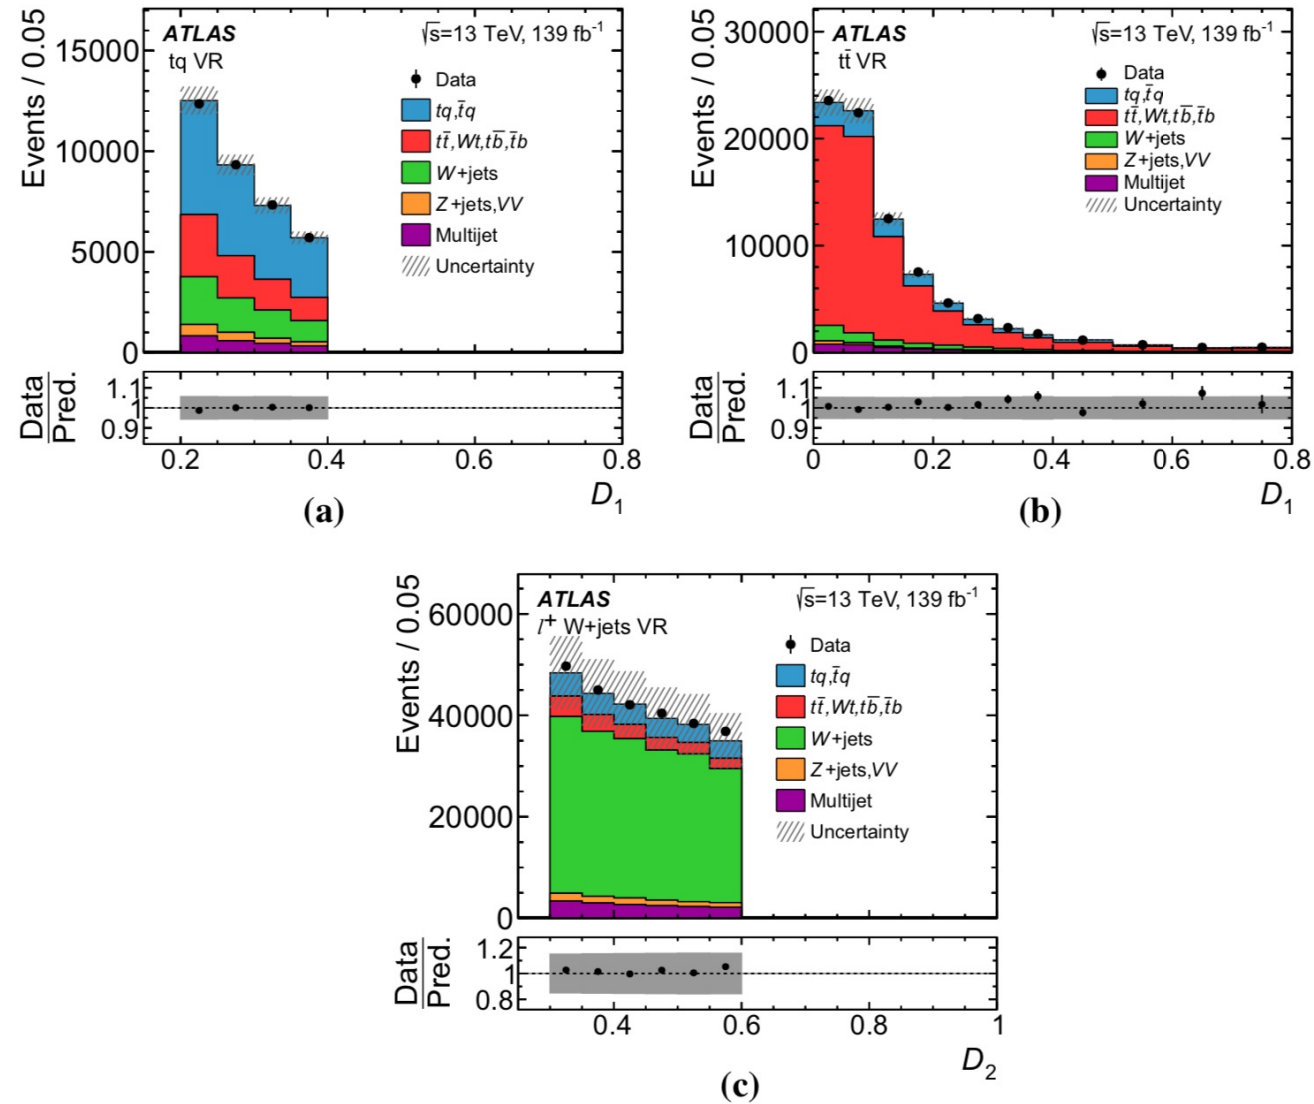 Events / 0.05
15000
10000
5000
0
ATLAS
tq VR
√s=13 TeV, 139 fb⁻¹
Data
tq,t̄q
tt̄,Wt,tb̄,t̄b
W+jets
Z+jets,VV
Multijet
Uncertainty
Data
Pred.
1.1
1
0.9
0.2 0.4 0.6 0.8
D₁
(a)
Events / 0.05
30000
20000
10000
0
ATLAS
tt̄ VR
√s=13 TeV, 139 fb⁻¹
Data
tq,t̄q
tt̄,Wt,tb̄,t̄b
W+jets
Z+jets,VV
Multijet
Uncertainty
Data
Pred.
1.1
1
0.9
0 0.2 0.4 0.6 0.8
D₁
(b)
Events / 0.05
60000
40000
20000
0
ATLAS
l⁺ W+jets VR
√s=13 TeV, 139 fb⁻¹
Data
tq,t̄q
tt̄,Wt,tb̄,t̄b
W+jets
Z+jets,VV
Multijet
Uncertainty
Data
Pred.
1.2
1
0.8
0.4 0.6 0.8 1
D₂
(c)